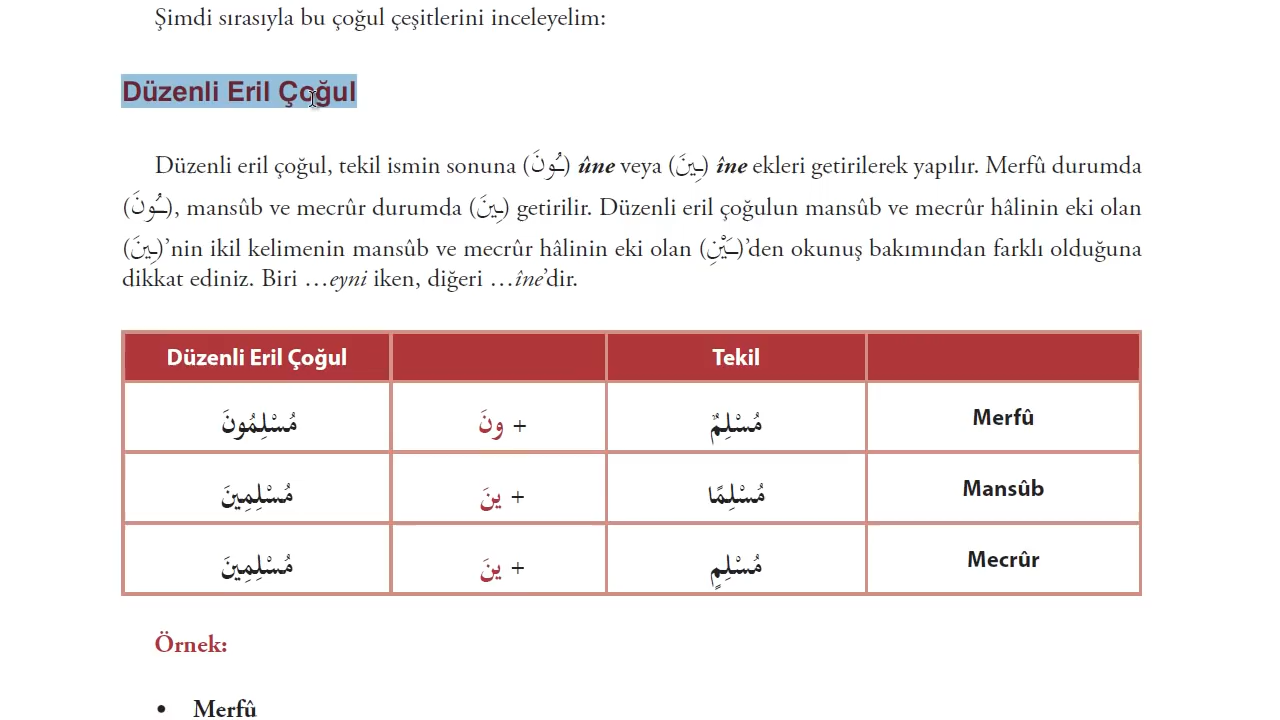 Şimdi sırasıyla bu çoğul çeşitlerini inceleyelim:
Düzenli Eril Çoğul
Düzenli eril çoğul, tekil ismin sonuna (ـُونَ) ûne veya (ـِينَ) îne ekleri getirilerek yapılır. Merfû durumda
(ـُونَ), mansûb ve mecrûr durumda (ـِينَ) getirilir. Düzenli eril çoğulun mansûb ve mecrûr hâlinin eki olan
(ـِينَ)’nin ikil kelimenin mansûb ve mecrûr hâlinin eki olan (ـَيْنِ)’den okunuş bakımından farklı olduğuna
dikkat ediniz. Biri …eyni iken, diğeri …îne’dir.
Düzenli Eril Çoğul Tekil
مُسْلِمُونَ + ونَ مُسْلِمٌ Merfû
مُسْلِمِينَ + ينَ مُسْلِمًا Mansûb
مُسْلِمِينَ + ينَ مُسْلِمٍ Mecrûr
Örnek:
• Merfû